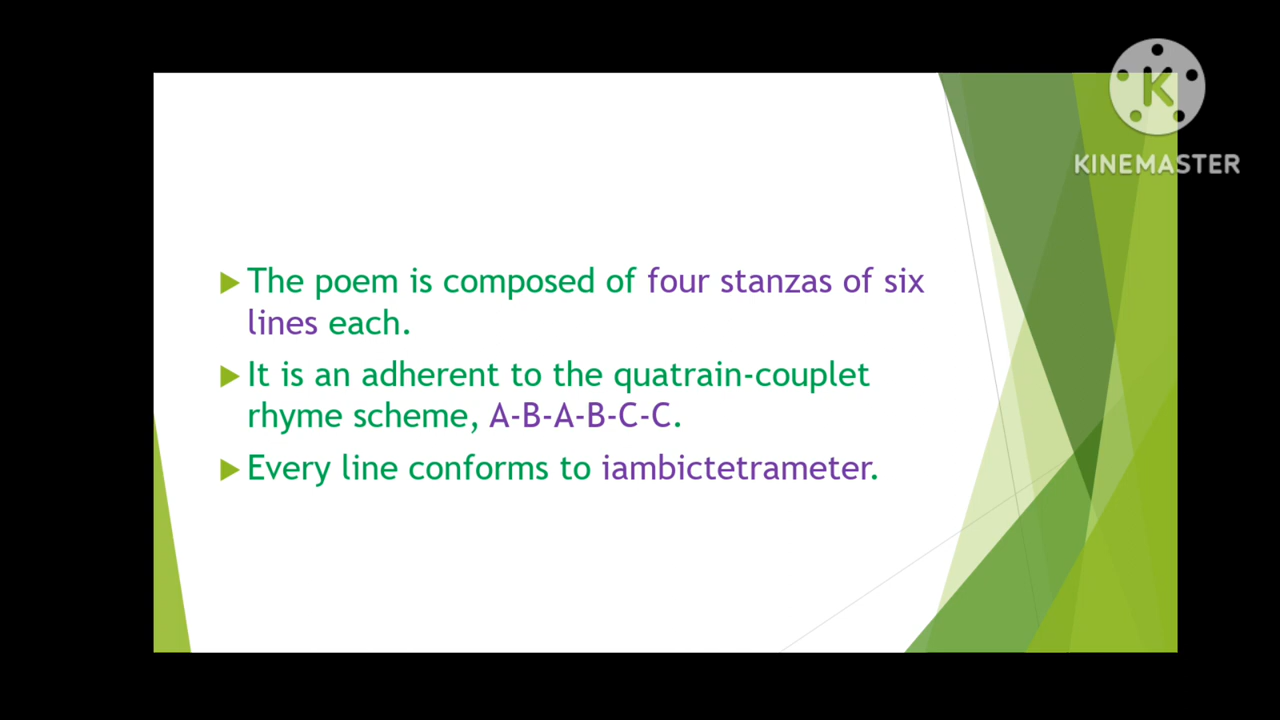 K
KINEMASTER
The poem is composed of four stanzas of six
lines each.
It is an adherent to the quatrain-couplet
rhyme scheme, A-B-A-B-C-C.
Every line conforms to iambictetrameter.